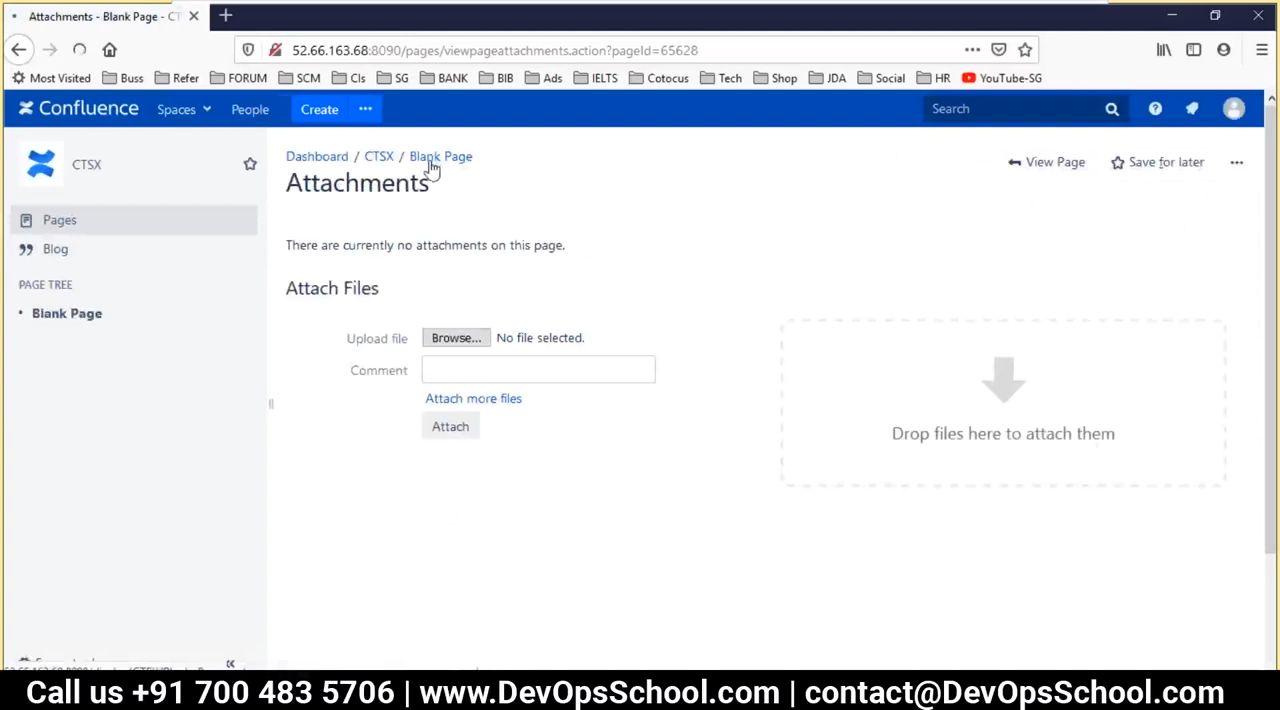 Attachments - Blank Page - CT
52.66.163.68:8090/pages/viewpageattachments.action?pageId=65628
Most Visited Buss Refer FORUM SCM CIs SG BANK BIB Ads IELTS Cotocus Tech Shop JDA Social HR YouTube-SG
Confluence Spaces People Create Search
CTSX
Dashboard / CTSX / Blank Page
View Page Save for later
Attachments
Pages
Blog
There are currently no attachments on this page.
PAGE TREE
Blank Page
Attach Files
Upload file Browse... No file selected.
Comment
Attach more files
Attach
Drop files here to attach them
Call us +91 700 483 5706 | www.DevOpsSchool.com | contact@DevOpsSchool.com